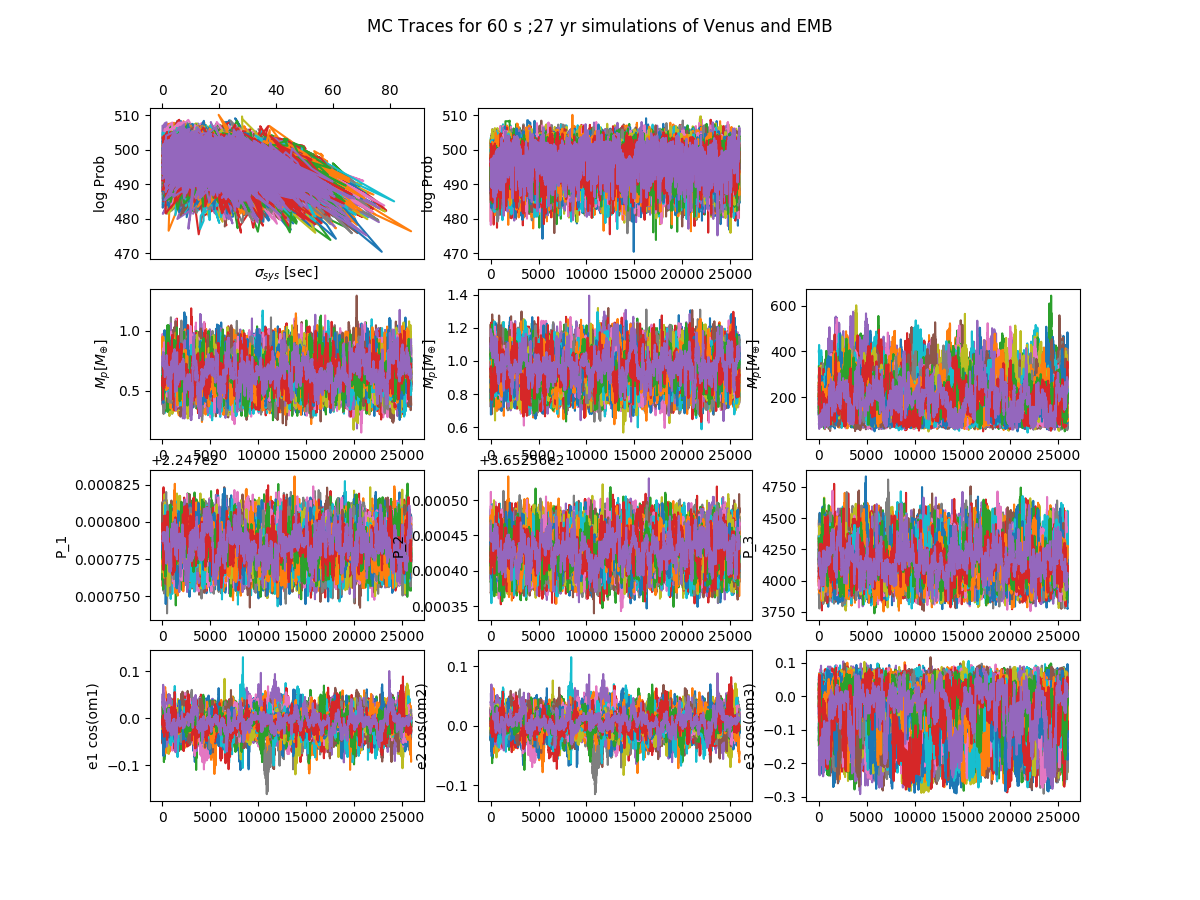 MC Traces for 60 s ;27 yr simulations of Venus and EMB
0 20 40 60 80
510
500
490
480
470
log Prob
σsys [sec]
510
500
490
480
470
log Prob
0 5000 10000 15000 20000 25000
1.0
0.5
Mp[M⊕]
0 5000 10000 15000 20000 25000
1.4
1.2
1.0
0.8
0.6
Mp[M⊕]
0 5000 10000 15000 20000 25000
600
400
200
Mp[M⊕]
0 5000 10000 15000 20000 25000
+2.247e2
0.000825
0.000800
0.000775
0.000750
P_1
0 5000 10000 15000 20000 25000
+3.65256e2
0.00050
0.00045
0.00040
0.00035
P_2
0 5000 10000 15000 20000 25000
4750
4500
4250
4000
3750
P_3
0 5000 10000 15000 20000 25000
0.1
0.0
−0.1
e1 cos(om1)
0 5000 10000 15000 20000 25000
0.1
0.0
−0.1
e2 cos(om2)
0 5000 10000 15000 20000 25000
0.1
0.0
−0.1
−0.2
−0.3
e3 cos(om3)
0 5000 10000 15000 20000 25000